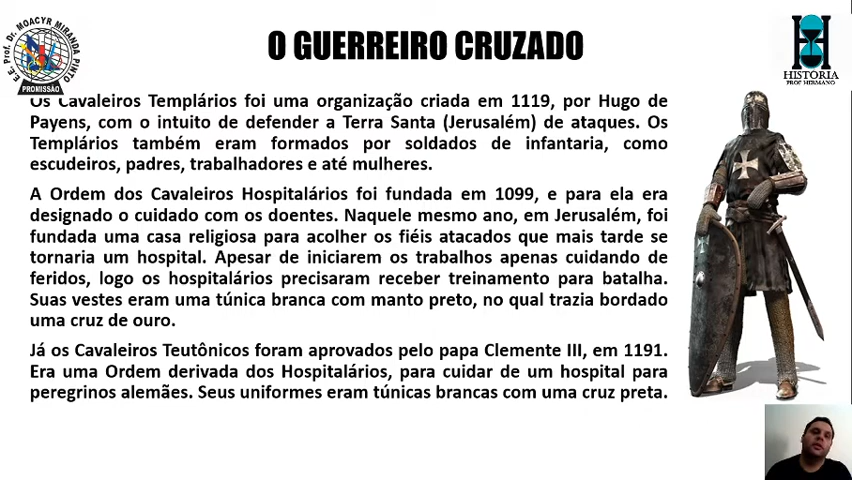 E.E. Prof. Dr. MOACYR MIRANDA PINTO
PROMISSÃO
O GUERREIRO CRUZADO
H
HISTORIA
PROF HERMANO
Os Cavaleiros Templários foi uma organização criada em 1119, por Hugo de
Payens, com o intuito de defender a Terra Santa (Jerusalém) de ataques. Os
Templários também eram formados por soldados de infantaria, como
escudeiros, padres, trabalhadores e até mulheres.
A Ordem dos Cavaleiros Hospitalários foi fundada em 1099, e para ela era
designado o cuidado com os doentes. Naquele mesmo ano, em Jerusalém, foi
fundada uma casa religiosa para acolher os fiéis atacados que mais tarde se
tornaria um hospital. Apesar de iniciarem os trabalhos apenas cuidando de
feridos, logo os hospitalários precisaram receber treinamento para batalha.
Suas vestes eram uma túnica branca com manto preto, no qual trazia bordado
uma cruz de ouro.
Já os Cavaleiros Teutônicos foram aprovados pelo papa Clemente III, em 1191.
Era uma Ordem derivada dos Hospitalários, para cuidar de um hospital para
peregrinos alemães. Seus uniformes eram túnicas brancas com uma cruz preta.